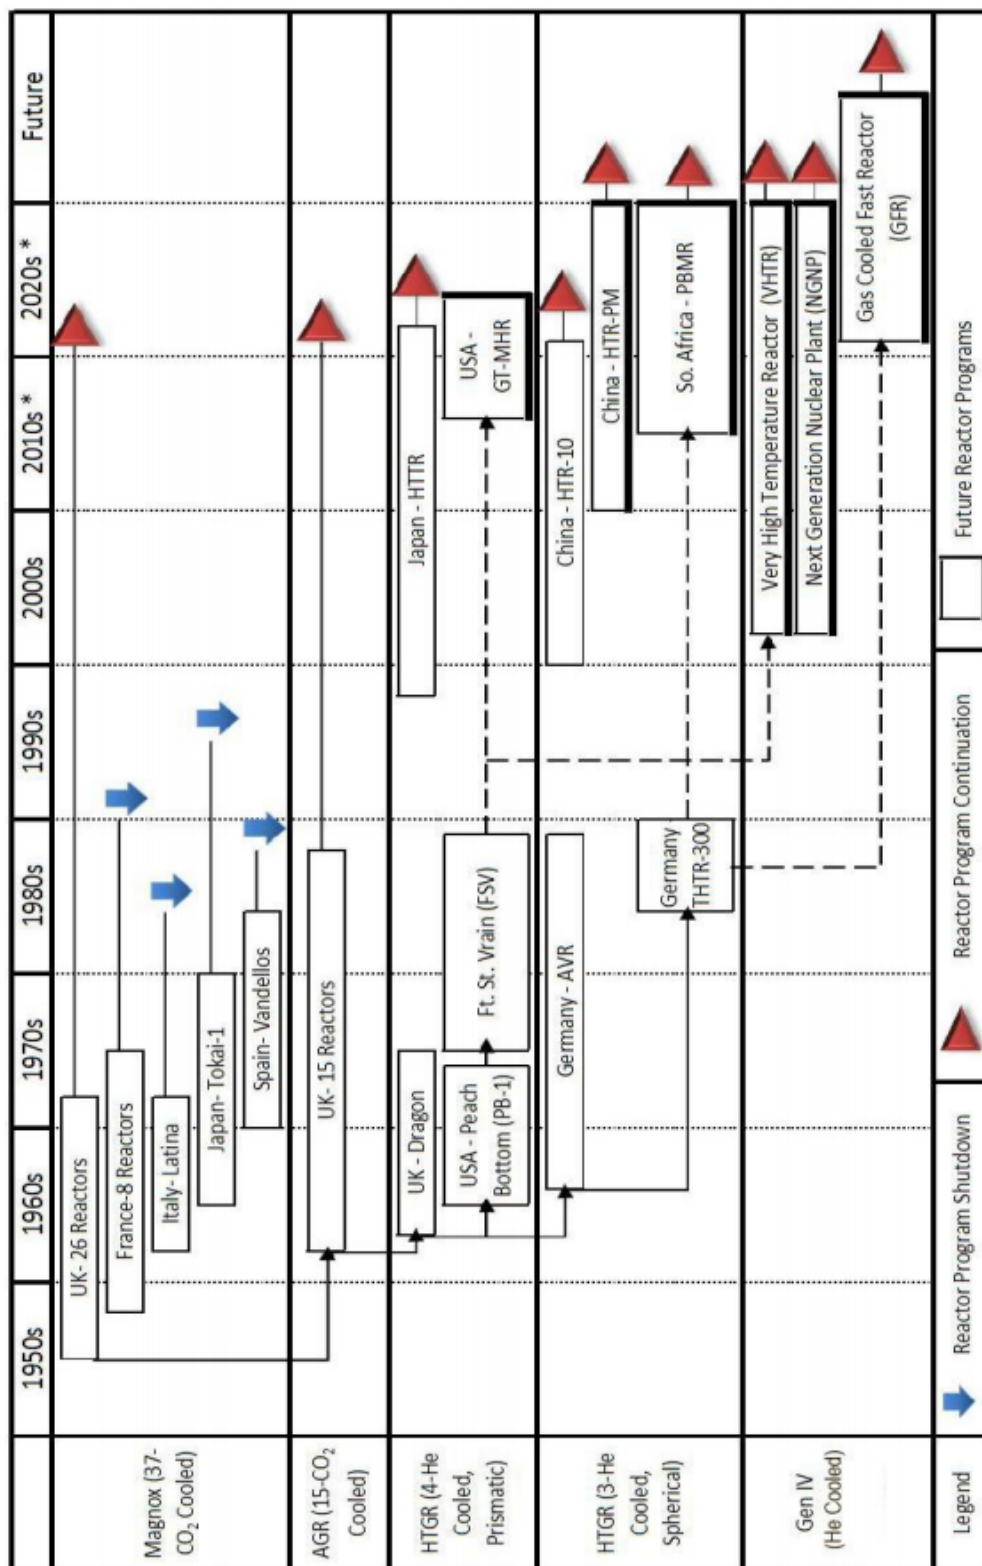 1950s 1960s 1970s 1980s 1990s 2000s 2010s * 2020s * Future
Magnox (37-
CO₂ Cooled)
UK- 26 Reactors
France-8 Reactors
Italy- Latina
Japan- Tokai-1
Spain- Vandellos
AGR (15-CO₂
Cooled)
UK- 15 Reactors
HTGR (4-He
Cooled,
Prismatic)
UK - Dragon
Japan - HTTR
USA - Peach
Bottom (PB-1)
Ft. St. Vrain (FSV)
USA -
GT-MHR
HTGR (3-He
Cooled,
Spherical)
Germany - AVR
China - HTR-10
China - HTR-PM
Germany
THTR-300
So. Africa - PBMR
Gen IV
(He Cooled)
Very High Temperature Reactor (VHTR)
Next Generation Nuclear Plant (NGNP)
Gas Cooled Fast Reactor
(GFR)
Legend
Reactor Program Shutdown
Reactor Program Continuation
Future Reactor Programs